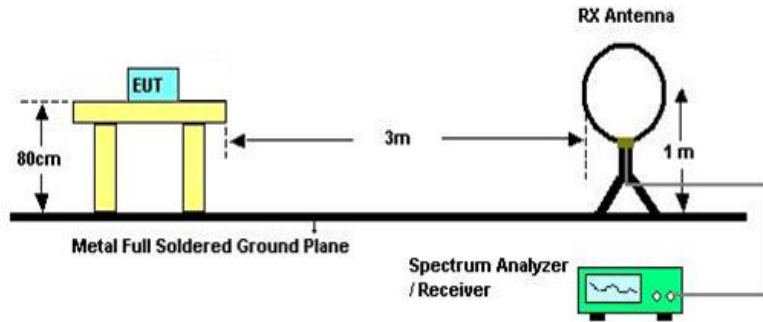 RX Antenna
EUT
3m
80cm
1 m
Metal Full Soldered Ground Plane
Spectrum Analyzer
/ Receiver